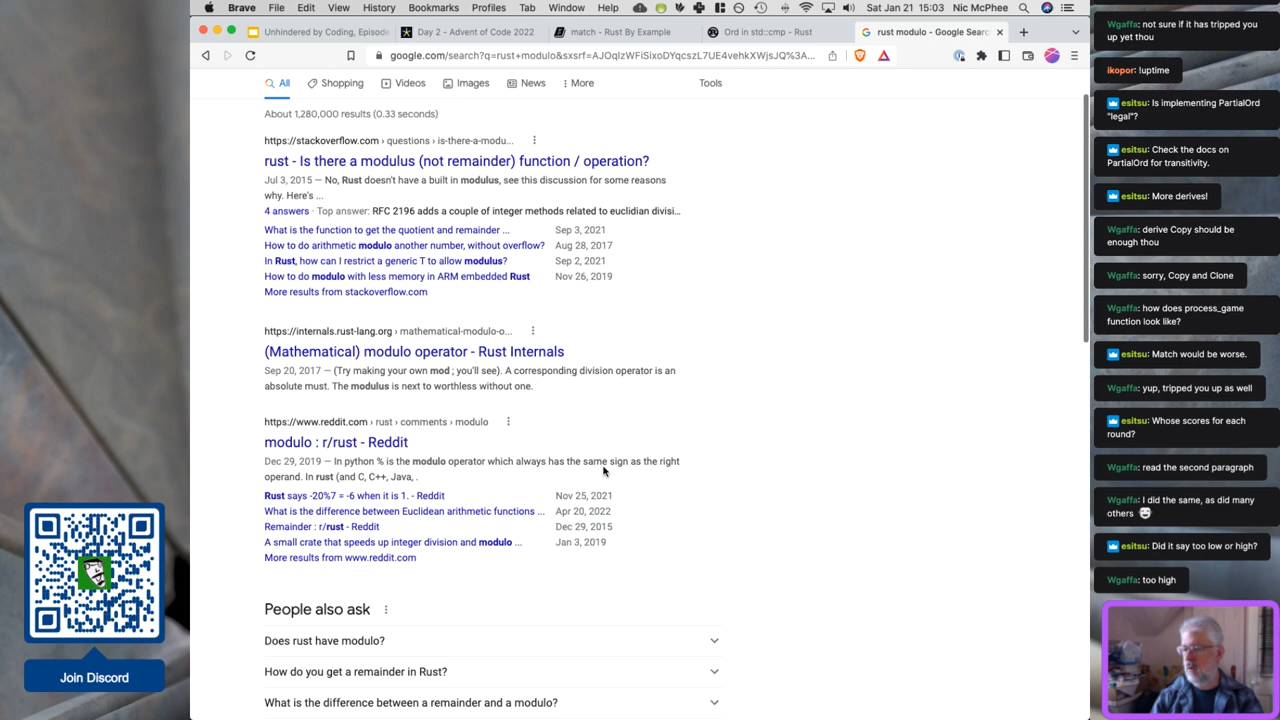 Brave File Edit View History Bookmarks Profiles Tab Window Help Sat Jan 21 15:03 Nic McPhee
Unhindered by Coding, Episode
Day 2 - Advent of Code 2022
match - Rust By Example
Ord in std::cmp - Rust
rust modulo - Google Searc
google.com/search?q=rust+modulo&sxsrf=AJOqlzWFiSixoDYqcszL7UE4vehkXWjsJQ%3A...
All
Shopping
Videos
Images
News
More
Tools
About 1,280,000 results (0.33 seconds)
https://stackoverflow.com › questions › is-there-a-modu...
rust - Is there a modulus (not remainder) function / operation?
Jul 3, 2015 — No, Rust doesn't have a built in modulus, see this discussion for some reasons
why. Here's ...
4 answers · Top answer: RFC 2196 adds a couple of integer methods related to euclidian divisi...
What is the function to get the quotient and remainder ... Sep 3, 2021
How to do arithmetic modulo another number, without overflow? Aug 28, 2017
In Rust, how can I restrict a generic T to allow modulus? Sep 2, 2021
How to do modulo with less memory in ARM embedded Rust Nov 26, 2019
More results from stackoverflow.com
https://internals.rust-lang.org › mathematical-modulo-o...
(Mathematical) modulo operator - Rust Internals
Sep 20, 2017 — (Try making your own mod ; you'll see). A corresponding division operator is an
absolute must. The modulus is next to worthless without one.
https://www.reddit.com › rust › comments › modulo
modulo : r/rust - Reddit
Dec 29, 2019 — In python % is the modulo operator which always has the same sign as the right
operand. In rust (and C, C++, Java, .
Rust says -20%7 = -6 when it is 1. - Reddit Nov 25, 2021
What is the difference between Euclidean arithmetic functions ... Apr 20, 2022
Remainder : r/rust - Reddit Dec 29, 2015
A small crate that speeds up integer division and modulo ... Jan 3, 2019
More results from www.reddit.com
People also ask
Does rust have modulo?
How do you get a remainder in Rust?
What is the difference between a remainder and a modulo?
Join Discord
Wgaffa: not sure if it has tripped you
up yet thou
ikopor: !uptime
esitsu: Is implementing PartialOrd
"legal"?
esitsu: Check the docs on
PartialOrd for transitivity.
esitsu: More derives!
Wgaffa: derive Copy should be
enough thou
Wgaffa: sorry, Copy and Clone
Wgaffa: how does process_game
function look like?
esitsu: Match would be worse.
Wgaffa: yup, tripped you up as well
esitsu: Whose scores for each
round?
Wgaffa: read the second paragraph
Wgaffa: I did the same, as did many
others
esitsu: Did it say too low or high?
Wgaffa: too high